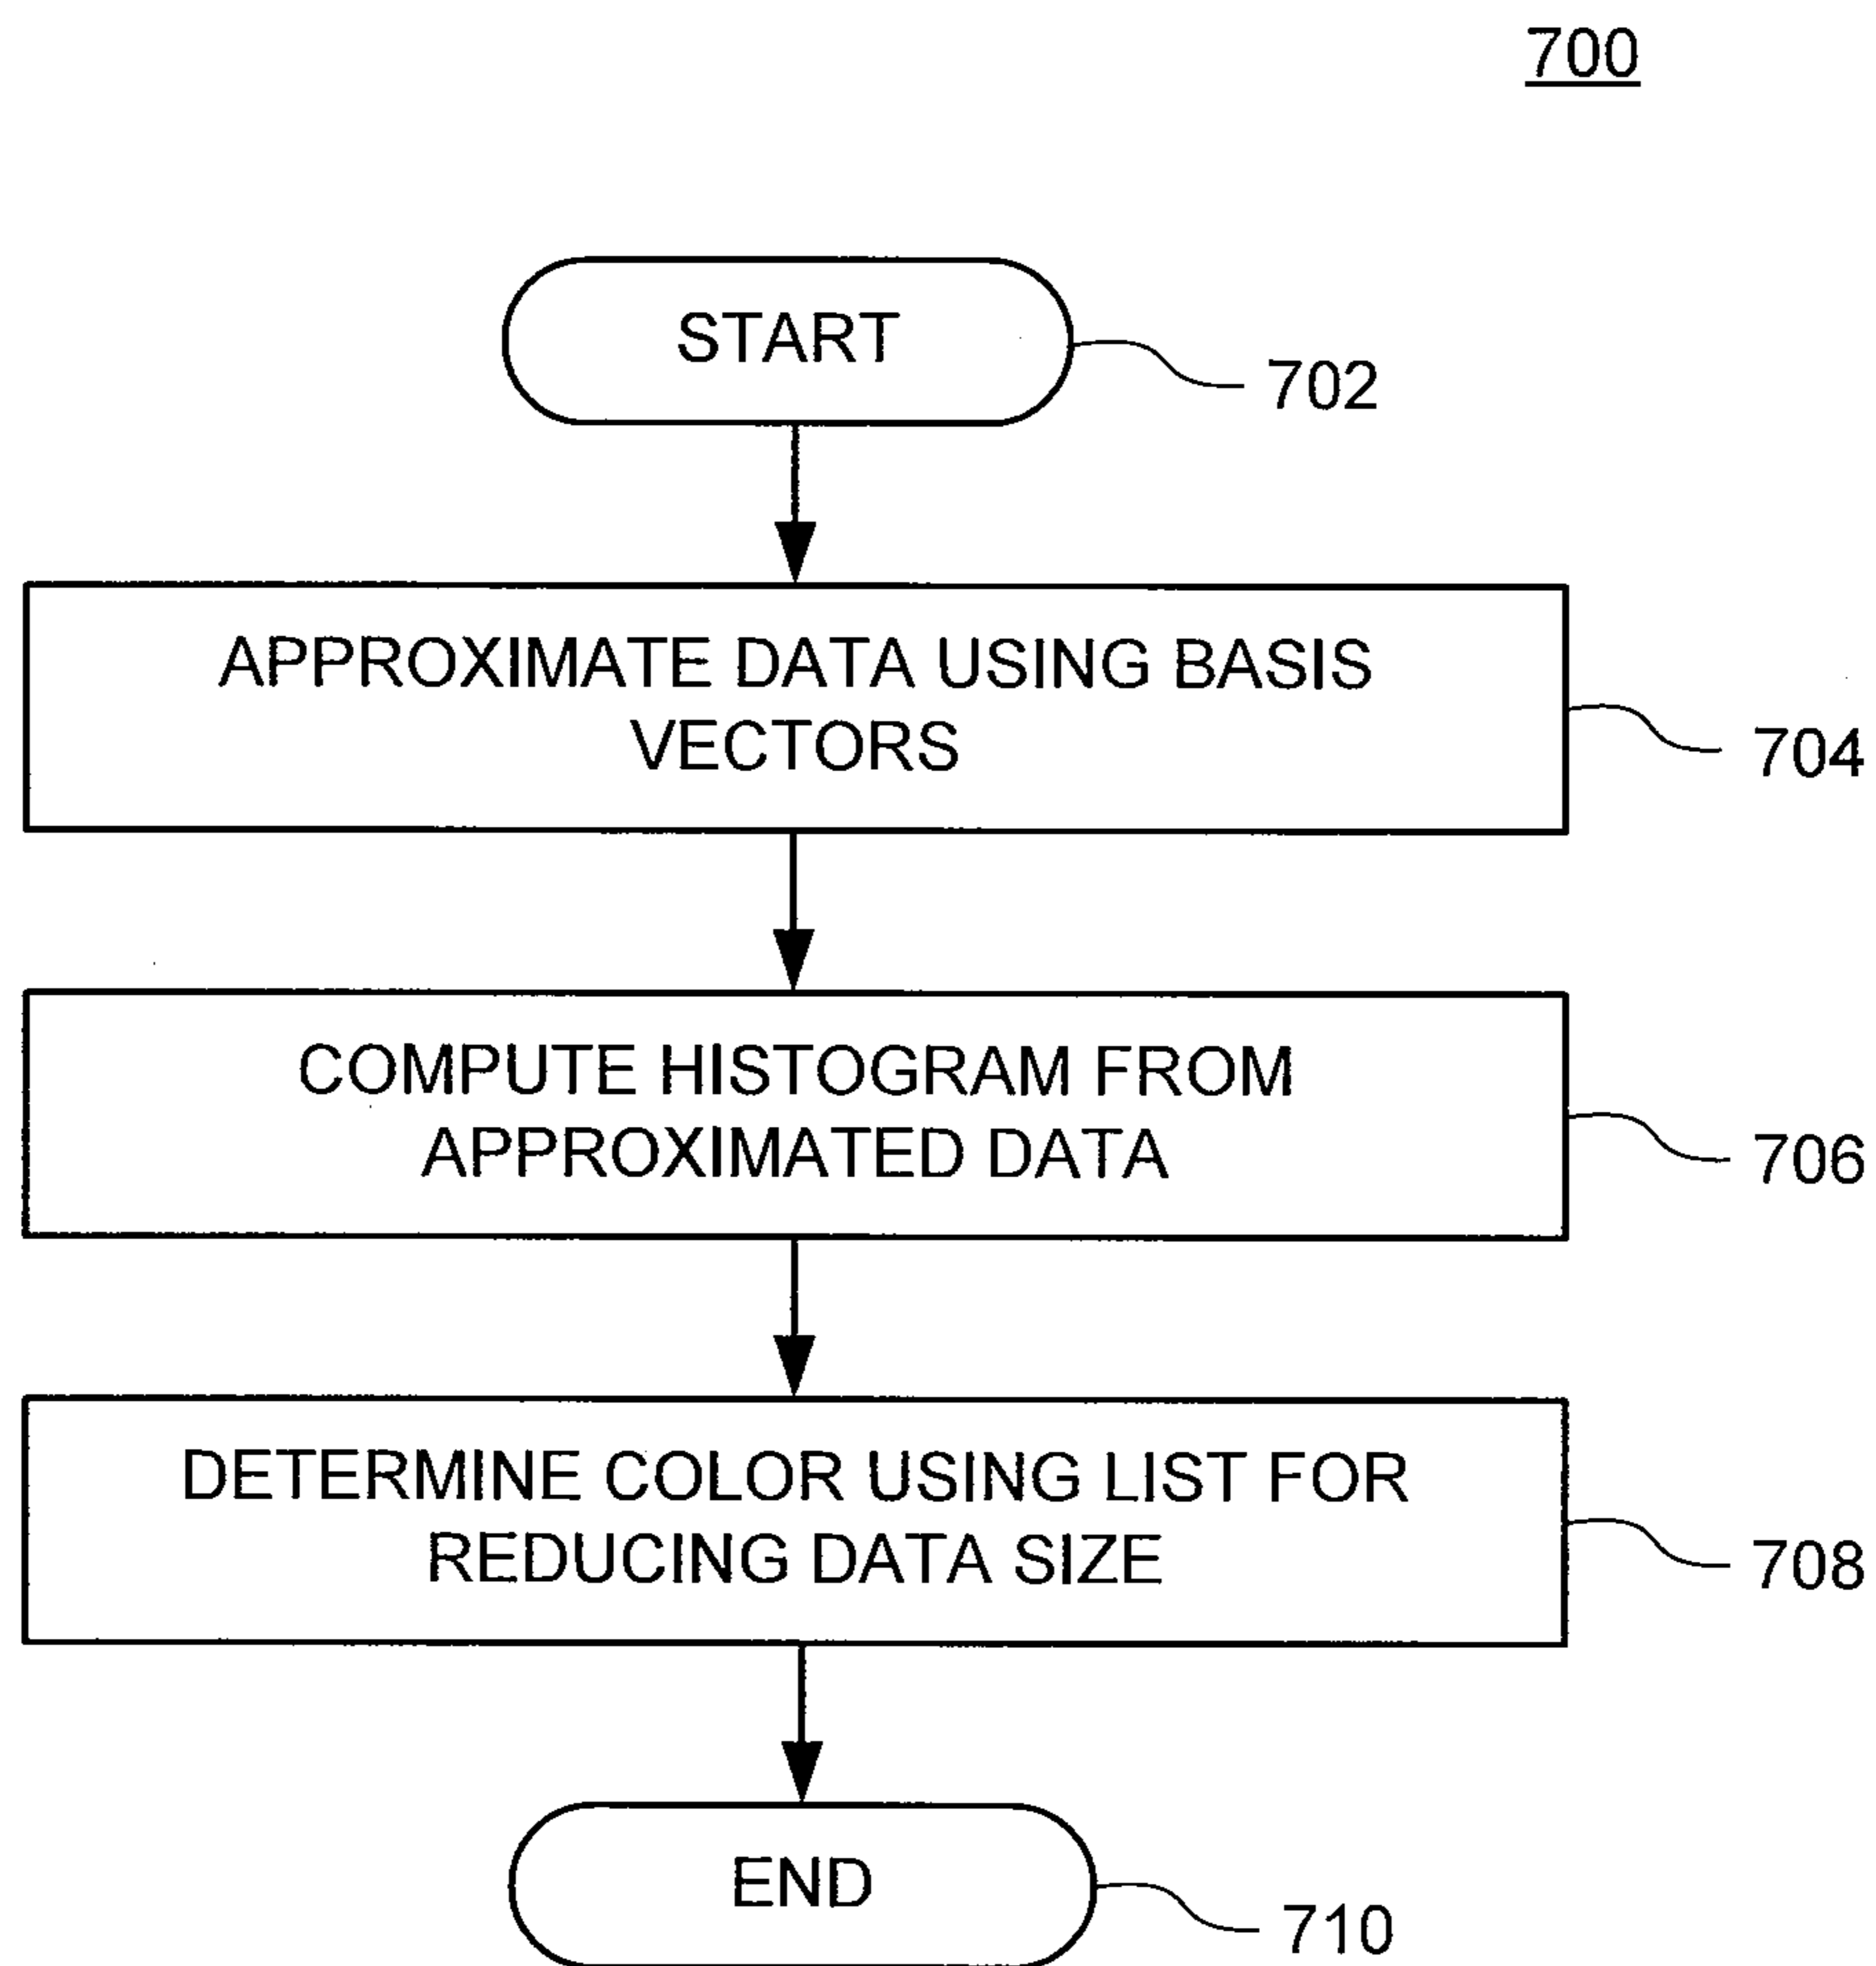 700
START
702
APPROXIMATE DATA USING BASIS
VECTORS
704
COMPUTE HISTOGRAM FROM
APPROXIMATED DATA
706
DETERMINE COLOR USING LIST FOR
REDUCING DATA SIZE
708
END
710